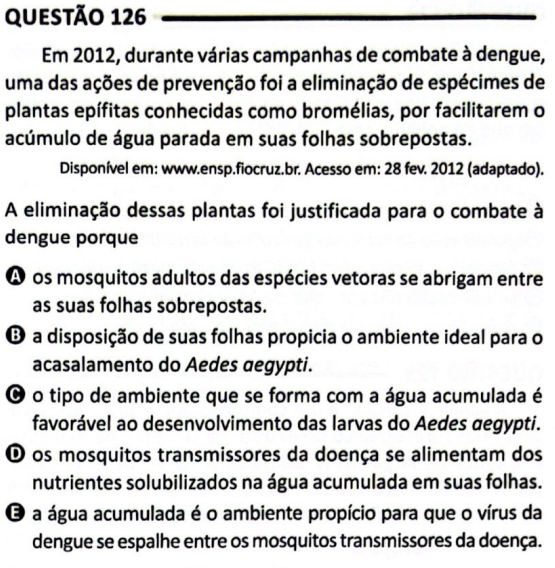 QUESTÃO 126
Em 2012, durante várias campanhas de combate à dengue,
uma das ações de prevenção foi a eliminação de espécimes de
plantas epífitas conhecidas como bromélias, por facilitarem o
acúmulo de água parada em suas folhas sobrepostas.
Disponível em: www.ensp.fiocruz.br. Acesso em: 28 fev. 2012 (adaptado).
A eliminação dessas plantas foi justificada para o combate à
dengue porque
A os mosquitos adultos das espécies vetoras se abrigam entre
as suas folhas sobrepostas.
B a disposição de suas folhas propicia o ambiente ideal para o
acasalamento do Aedes aegypti.
C o tipo de ambiente que se forma com a água acumulada é
favorável ao desenvolvimento das larvas do Aedes aegypti.
D os mosquitos transmissores da doença se alimentam dos
nutrientes solubilizados na água acumulada em suas folhas.
E a água acumulada é o ambiente propício para que o vírus da
dengue se espalhe entre os mosquitos transmissores da doença.